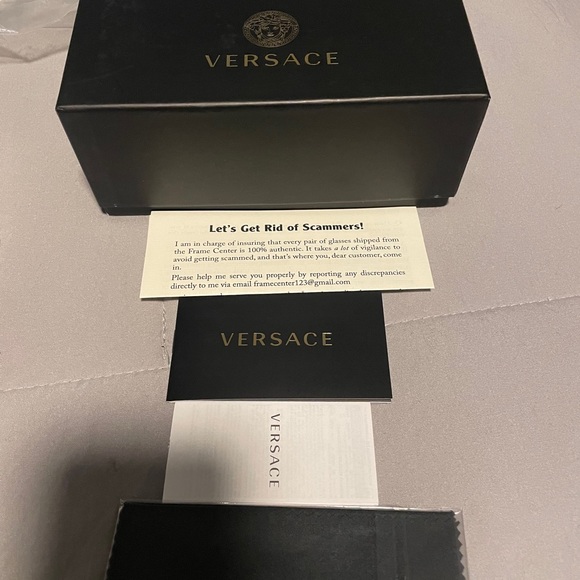 VERSACE
Let's Get Rid of Scammers!
I am in charge of insuring that every pair of glasses shipped from
the Frame Center is 100% authentic. It takes a lot of vigilance to
avoid getting scammed, and that's where you, dear customer, come
in.
Please help me serve you properly by reporting any discrepancies
directly to me via email framecenter123@gmail.com
VERSACE
VERSACE